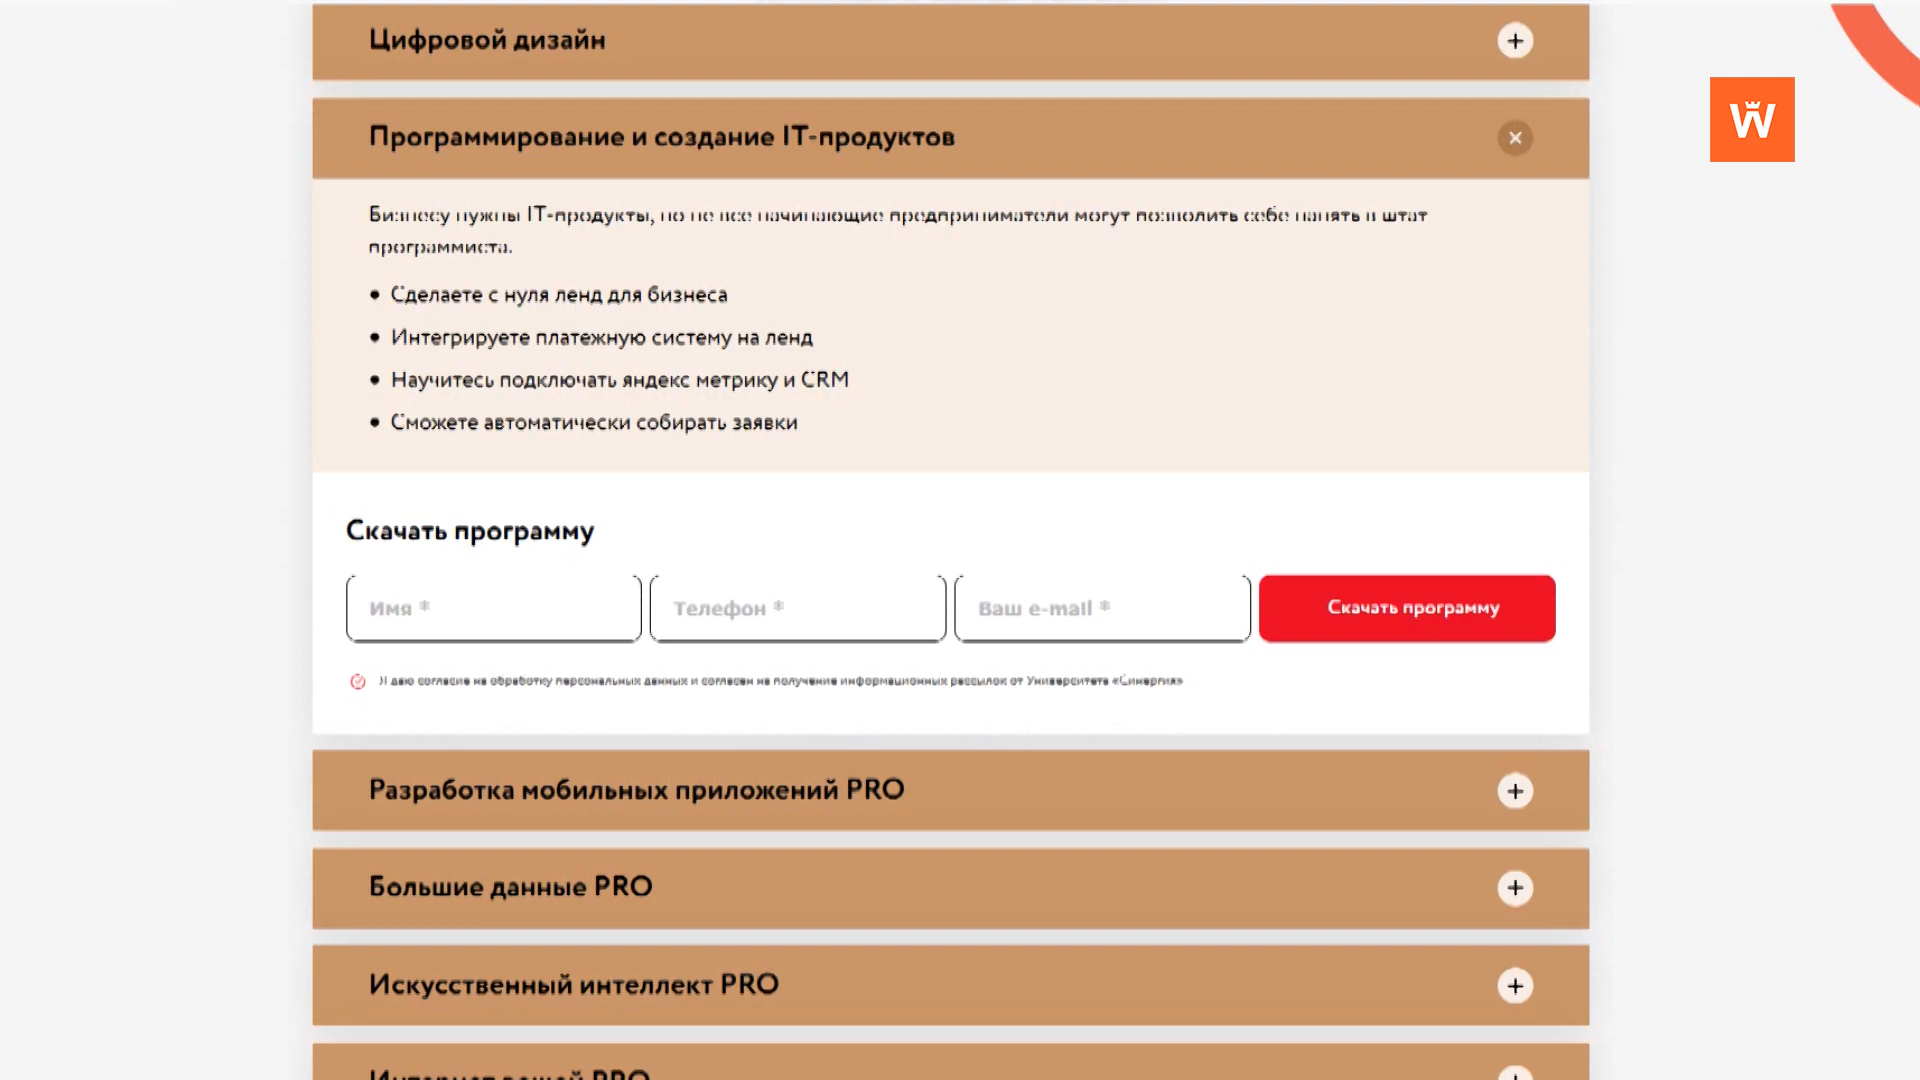 Цифровой дизайн
Программирование и создание IT-продуктов
Бизнесу нужны IT-продукты, но не все начинающие предприниматели могут позволить себе нанять в штат
программиста.
Сделаете с нуля ленд для бизнеса
Интегрируете платежную систему на ленд
Научитесь подключать яндекс метрику и CRM
Сможете автоматически собирать заявки
Скачать программу
Имя *
Телефон *
Ваш e-mail *
Скачать программу
Я даю согласие на обработку персональных данных и согласен на получение информационных рассылок от Университета «Синергия»
Разработка мобильных приложений PRO
Большие данные PRO
Искусственный интеллект PRO
Интернет вещей PRO
W